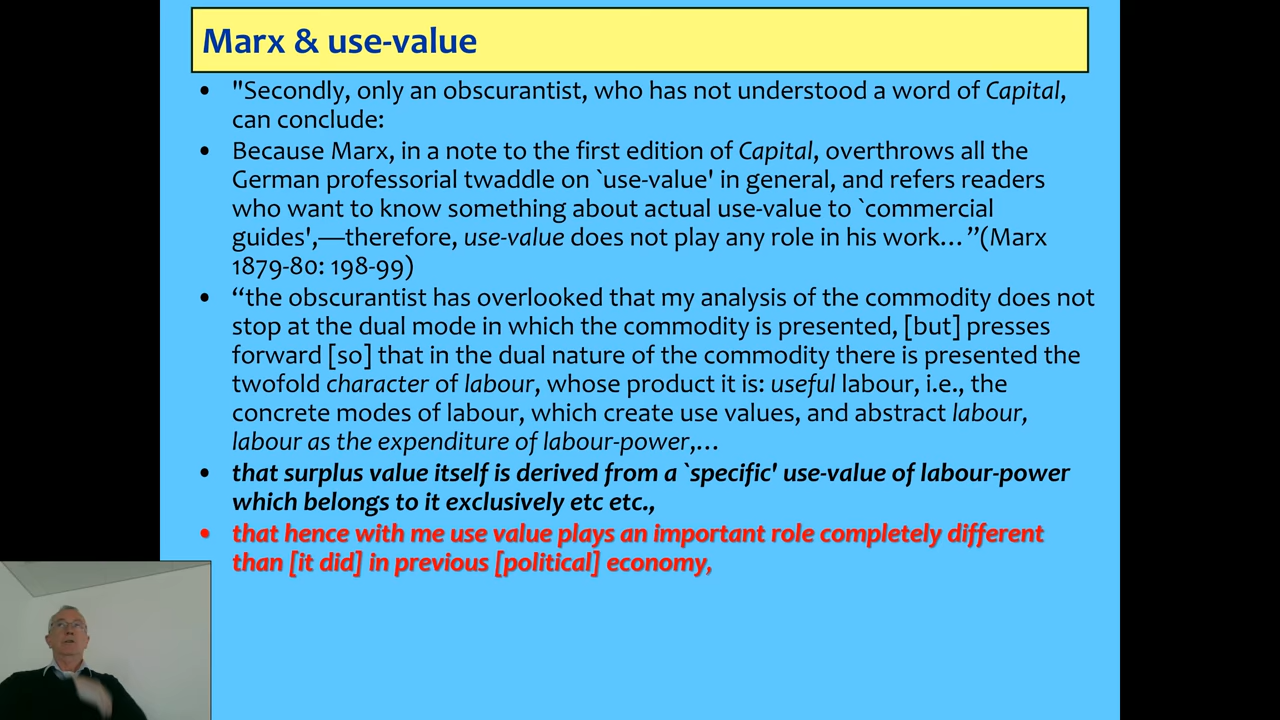 Marx & use-value
• "Secondly, only an obscurantist, who has not understood a word of Capital,
can conclude:
• Because Marx, in a note to the first edition of Capital, overthrows all the
German professorial twaddle on `use-value' in general, and refers readers
who want to know something about actual use-value to `commercial
guides',—therefore, use-value does not play any role in his work…”(Marx
1879-80: 198-99)
• “the obscurantist has overlooked that my analysis of the commodity does not
stop at the dual mode in which the commodity is presented, [but] presses
forward [so] that in the dual nature of the commodity there is presented the
twofold character of labour, whose product it is: useful labour, i.e., the
concrete modes of labour, which create use values, and abstract labour,
labour as the expenditure of labour-power,…
• that surplus value itself is derived from a `specific' use-value of labour-power
which belongs to it exclusively etc etc.,
• that hence with me use value plays an important role completely different
than [it did] in previous [political] economy,